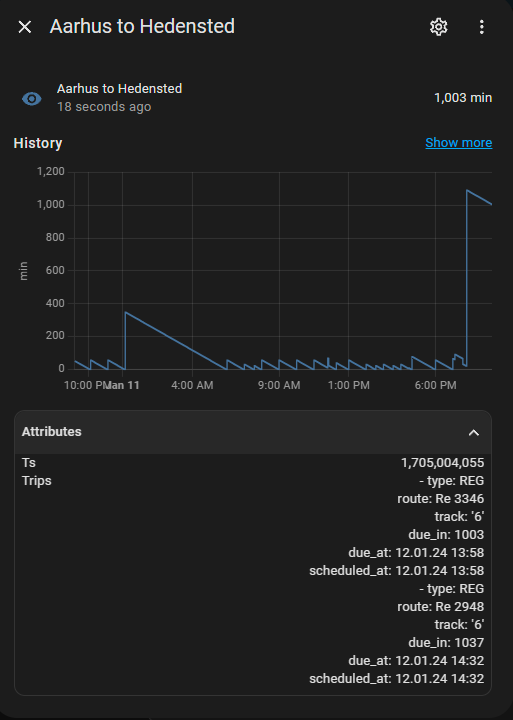 Aarhus to Hedensted
Aarhus to Hedensted
18 seconds ago
1,003 min
History
Show more
1,200
1,000
800
600
400
200
0
min
10:00 PM
Jan 11
4:00 AM
9:00 AM
1:00 PM
6:00 PM
Attributes
Ts 1,705,004,055
Trips - type: REG
route: Re 3346
track: '6'
due_in: 1003
due_at: 12.01.24 13:58
scheduled_at: 12.01.24 13:58
- type: REG
route: Re 2948
track: '6'
due_in: 1037
due_at: 12.01.24 14:32
scheduled_at: 12.01.24 14:32